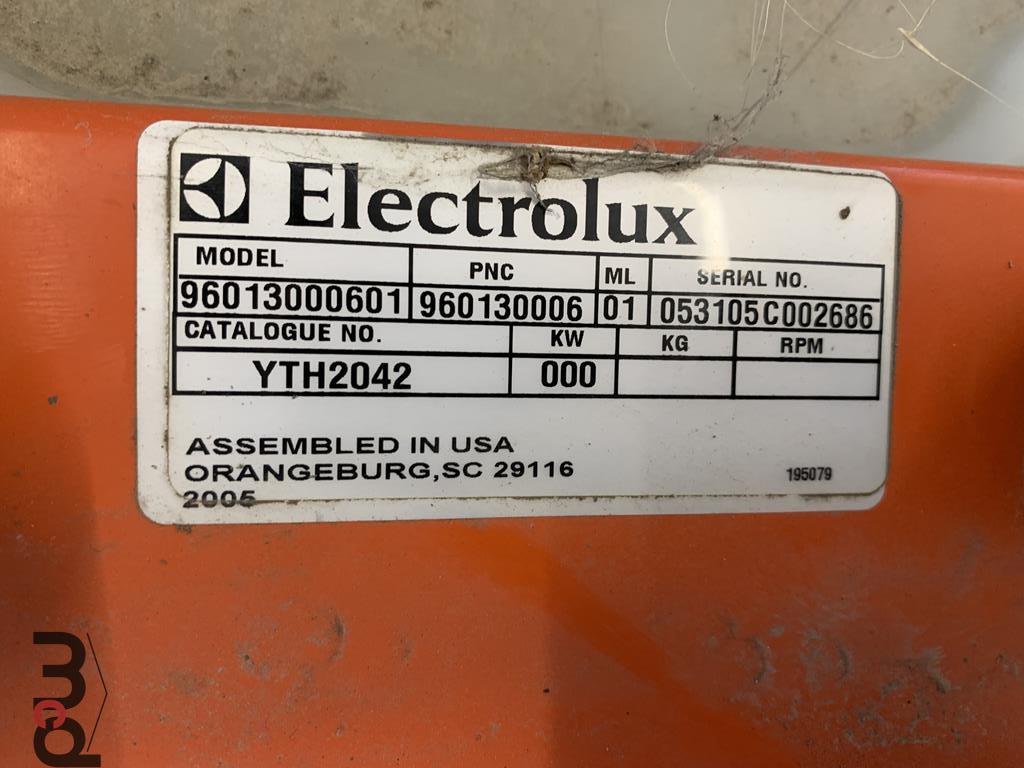 Electrolux
MODEL PNC ML SERIAL NO.
96013000601 960130006 01 053105C002686
CATALOGUE NO. KW KG RPM
YTH2042 000
ASSEMBLED IN USA
ORANGEBURG,SC 29116
195079
2005